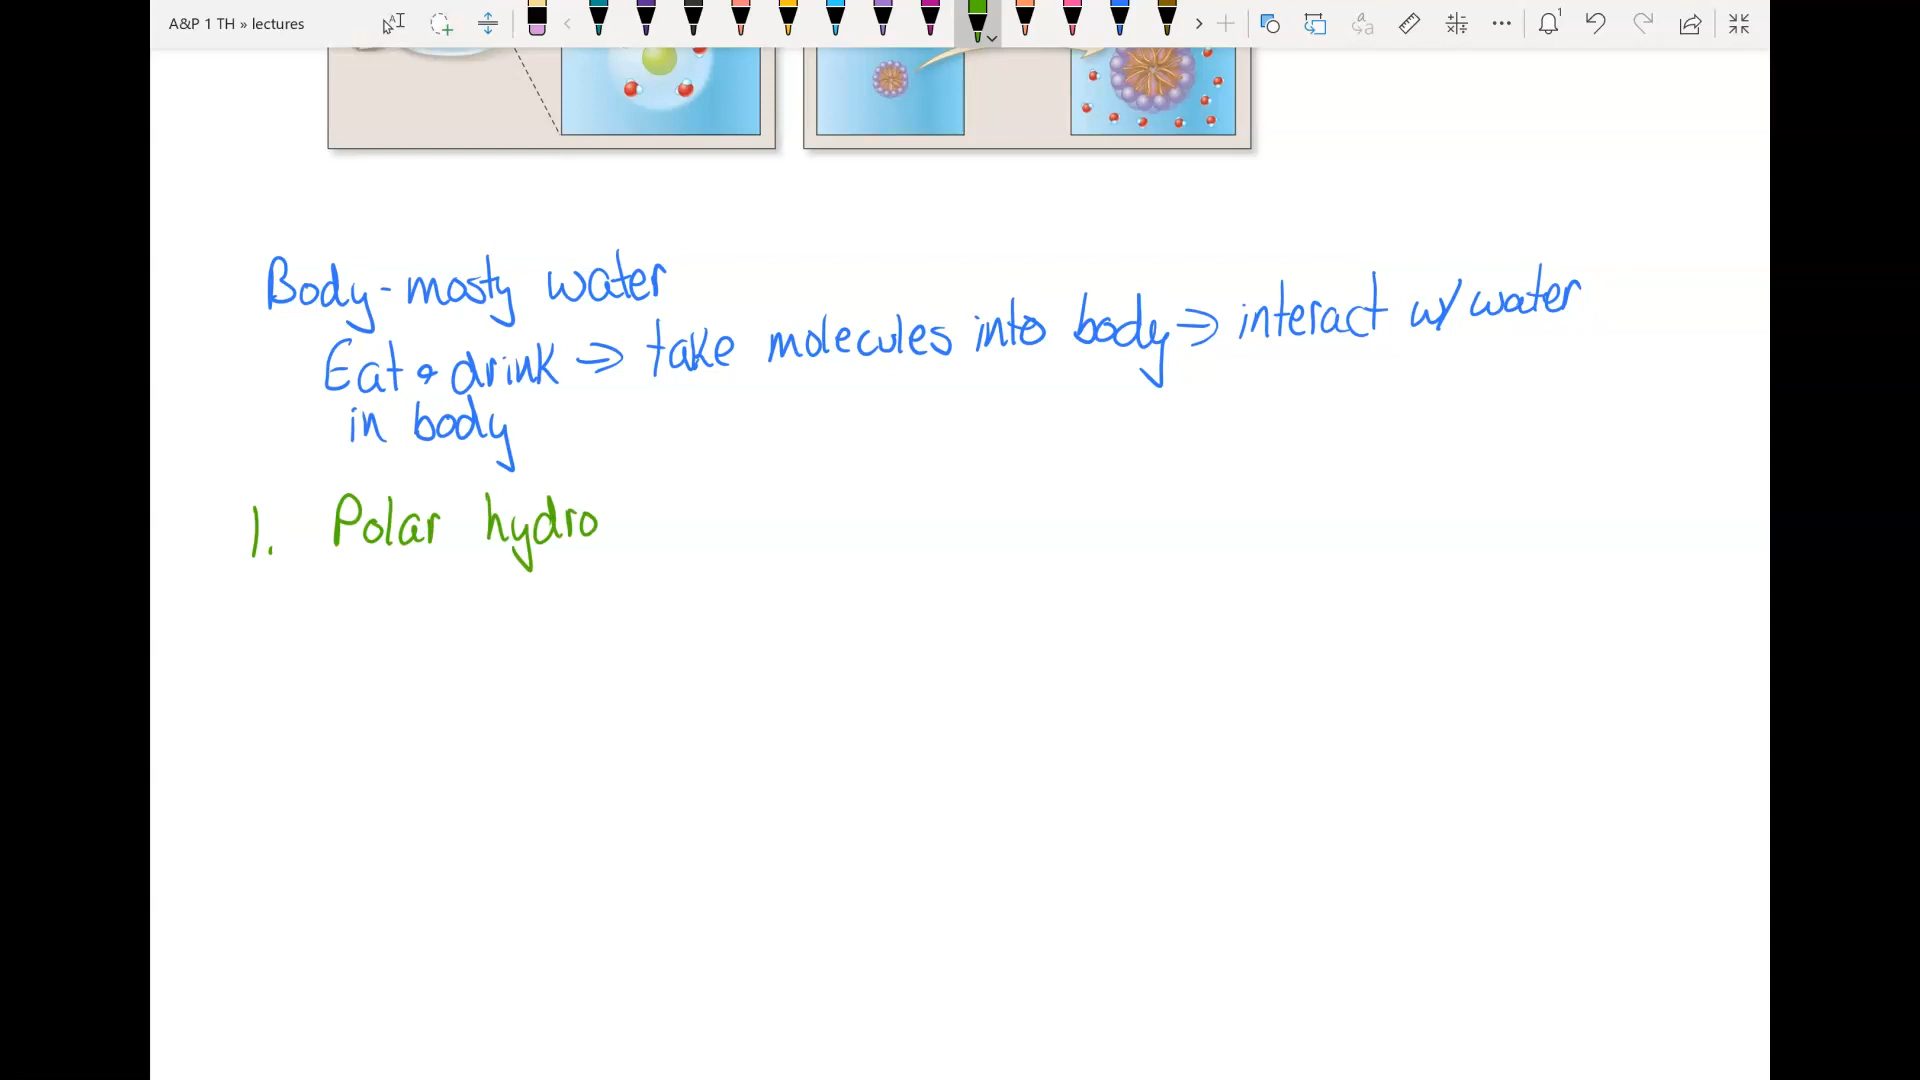 A&P 1 TH » lectures
Body - mosty water
Eat & drink => take molecules into body => interact w/ water
in body
1. Polar hydro